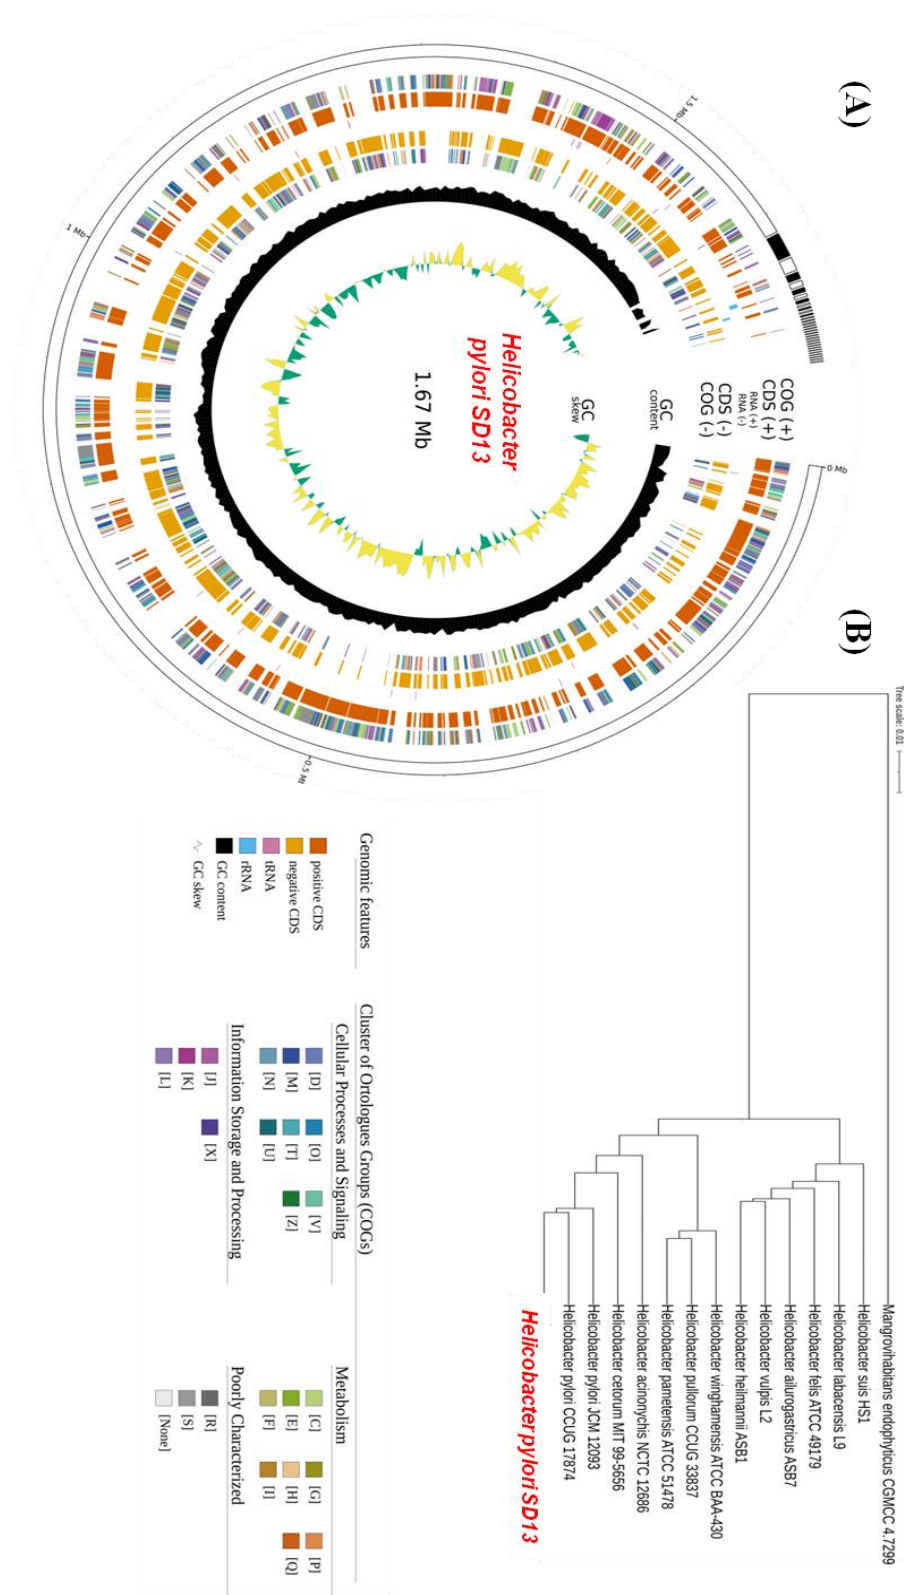 (A)
0 Mb
0.5 M
1 Mb
1.5 Mb
COG (+)
CDS (+)
RNA (+)
RNA (-)
CDS (-)
COG (-)
GC
content
GC
skew
Helicobacter
pylori SD13
1.67 Mb
(B)
Tree scale: 0.01
Mangrovihabitans endophyticus CGMCC 4.7299
Helicobacter suis HS1
Helicobacter labacensis L9
Helicobacter felis ATCC 49179
Helicobacter ailurogastricus ASB7
Helicobacter vulpis L2
Helicobacter heilmannii ASB1
Helicobacter winghamensis ATCC BAA-430
Helicobacter pullorum CCUG 33837
Helicobacter pametensis ATCC 51478
Helicobacter acinonychis NCTC 12686
Helicobacter cetorum MIT 99-5656
Helicobacter pylori JCM 12093
Helicobacter pylori CCUG 17874
Helicobacter pylori SD13
Genomic features
positive CDS
negative CDS
tRNA
rRNA
GC content
GC skew
Cluster of Ortologues Groups (COGs)
Cellular Processes and Signaling
[D] [O] [V]
[M] [T] [Z]
[N] [U]
Information Storage and Processing
[J] [X]
[K]
[L]
Metabolism
[C] [G] [P]
[E] [H] [Q]
[F] [I]
Poorly Characterized
[R]
[S]
[None]